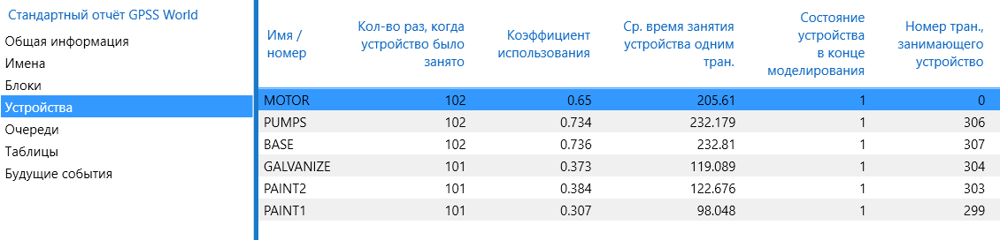 Стандартный отчёт GPSS World
Общая информация
Имена
Блоки
Устройства
Очереди
Таблицы
Будущие события
Имя /
номер
Кол-во раз, когда
устройство было
занято
Коэффициент
использования
Ср. время занятия
устройства одним
тран.
Состояние
устройства
в конце
моделирования
Номер тран.,
занимающего
устройство
MOTOR 102 0.65 205.61 1 0
PUMPS 102 0.734 232.179 1 306
BASE 102 0.736 232.81 1 307
GALVANIZE 101 0.373 119.089 1 304
PAINT2 101 0.384 122.676 1 303
PAINT1 101 0.307 98.048 1 299